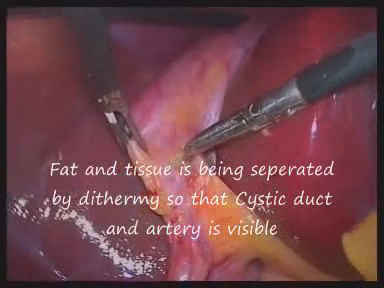 Fat and tissue is being seperated
by dithermy so that Cystic duct
and artery is visible